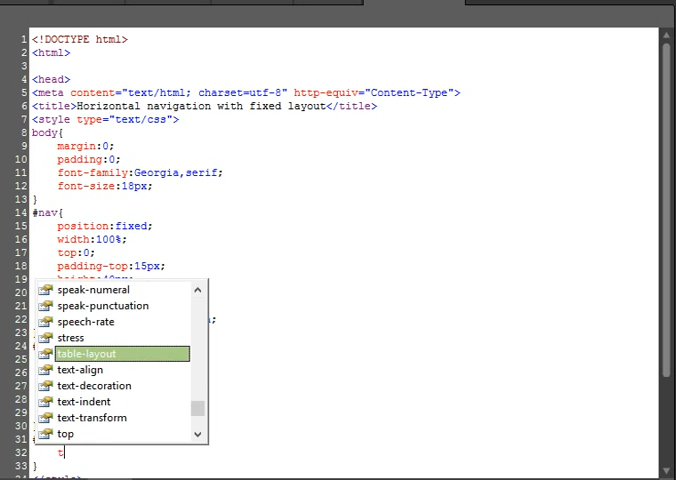 1 <!DOCTYPE html>
2 <html>
3
4 <head>
5 <meta content="text/html; charset=utf-8" http-equiv="Content-Type">
6 <title>Horizontal navigation with fixed layout</title>
7 <style type="text/css">
8 body{
9 margin:0;
10 padding:0;
11 font-family:Georgia,serif;
12 font-size:18px;
13 }
14 #nav{
15 position:fixed;
16 width:100%;
17 top:0;
18 padding-top:15px;
19
20 speak-numeral
21 speak-punctuation
22 speech-rate ;
23 stress
24 table-layout
25 text-align
26
27 text-decoration
28 text-indent
29 text-transform
30 top
31
32 t
33 }